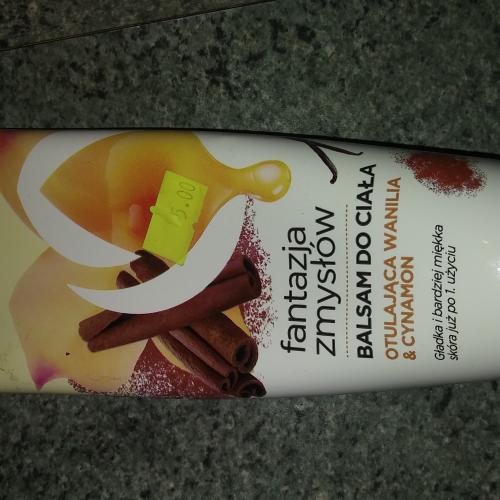 5.00
fantazja
zmysłów
BALSAM DO CIAŁA
OTULAJĄCA WANILIA
& CYNAMON
Gładka i bardziej miękka
skóra już po 1. użyciu